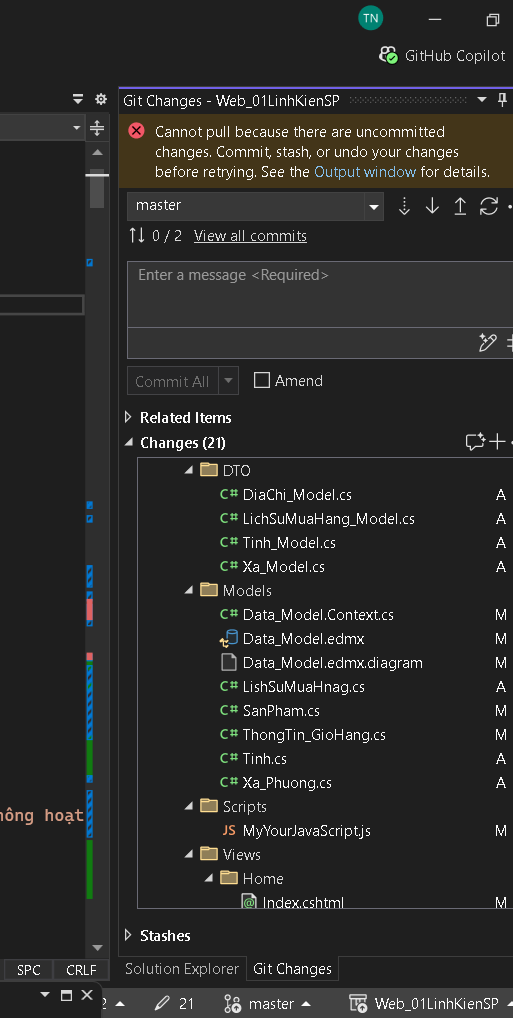 TN
GitHub Copilot
Git Changes - Web_01LinhKienSP
Cannot pull because there are uncommitted
changes. Commit, stash, or undo your changes
before retrying. See the Output window for details.
master
0 / 2 View all commits
Enter a message <Required>
Commit All Amend
Related Items
Changes (21)
DTO
C# DiaChi_Model.cs A
C# LichSuMuaHang_Model.cs A
C# Tinh_Model.cs A
C# Xa_Model.cs A
Models
C# Data_Model.Context.cs M
Data_Model.edmx M
Data_Model.edmx.diagram M
C# LishSuMuaHnag.cs A
C# SanPham.cs M
C# ThongTin_GioHang.cs M
C# Tinh.cs A
C# Xa_Phuong.cs A
Scripts
JS MyYourJavaScript.js M
hông hoạt
Views
Home
Index.cshtml M
Stashes
SPC CRLF
Solution Explorer Git Changes
2 21 master Web_01LinhKienSP